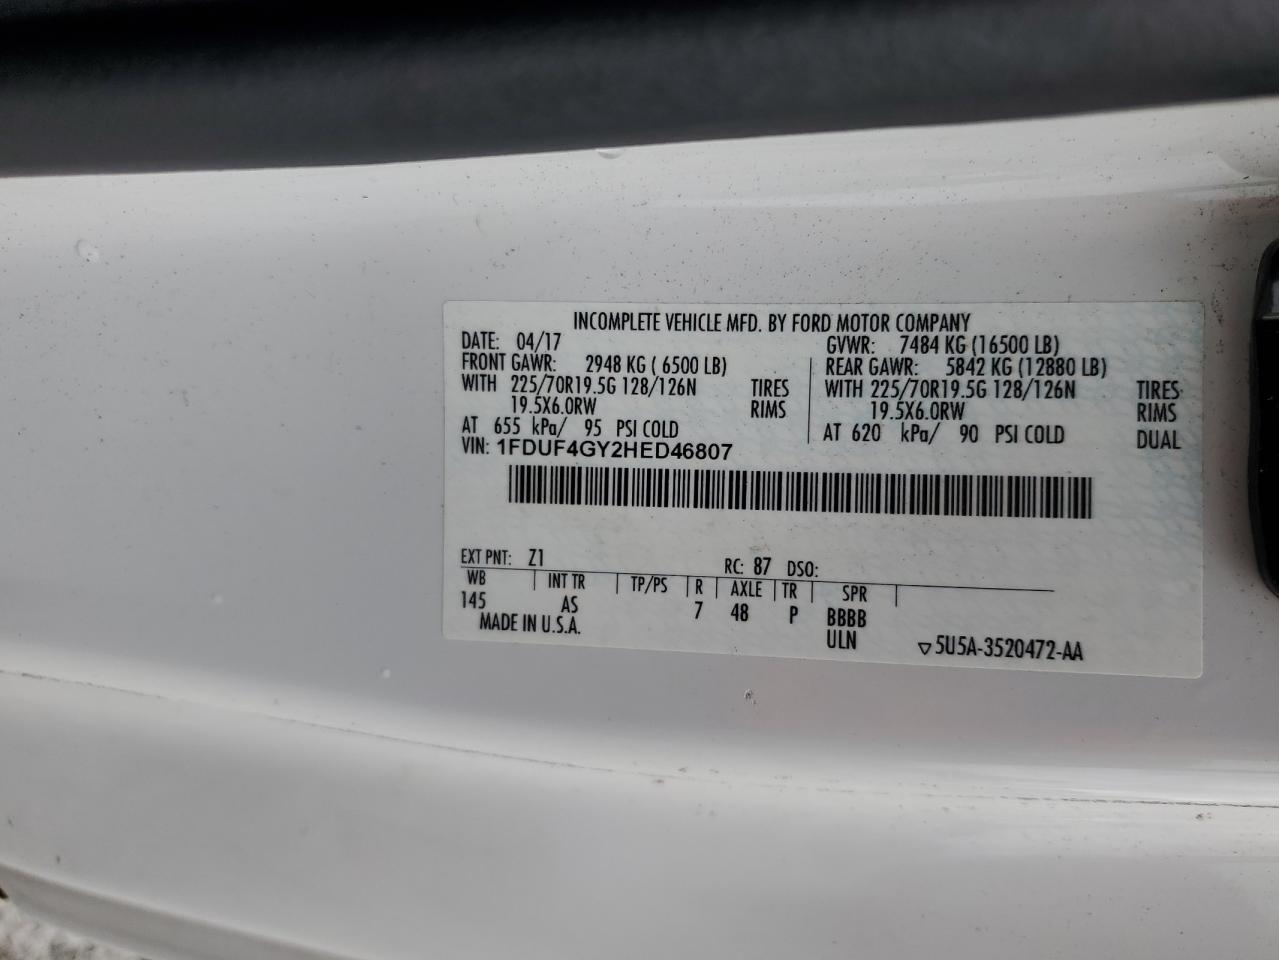 INCOMPLETE VEHICLE MFD. BY FORD MOTOR COMPANY
DATE: 04/17 GVWR: 7484 KG (16500 LB)
FRONT GAWR: 2948 KG ( 6500 LB) REAR GAWR: 5842 KG (12880 LB)
WITH 225/70R19.5G 128/126N TIRES WITH 225/70R19.5G 128/126N TIRES
19.5X6.0RW RIMS 19.5X6.0RW RIMS
AT 655 kPa/ 95 PSI COLD AT 620 kPa/ 90 PSI COLD DUAL
VIN: 1FDUF4GY2HED46807
EXT PNT: Z1 RC: 87 DSO:
WB INT TR TP/PS R AXLE TR SPR
145 AS 7 48 P BBBB
MADE IN U.S.A. ULN ▽5U5A-3520472-AA